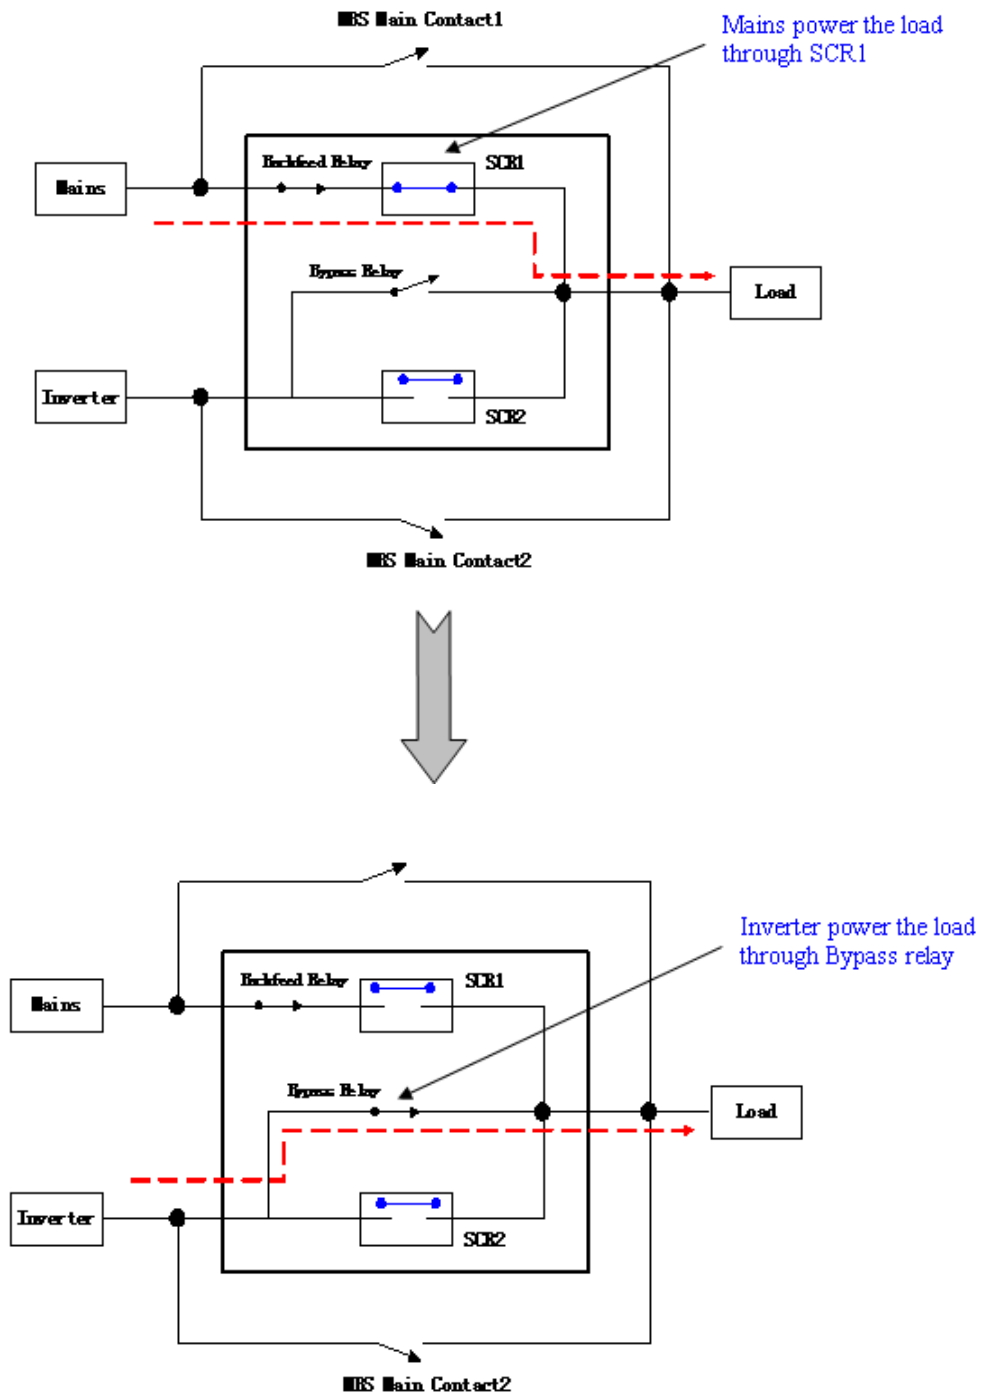 MBS Main Contact1
Mains power the load
through SCR1
Backfeed Relay
SCR1
Mains
Bypass Relay
Load
Inverter
SCR2
MBS Main Contact2
Inverter power the load
through Bypass relay
Backfeed Relay
SCR1
Mains
Bypass Relay
Load
Inverter
SCR2
MBS Main Contact2